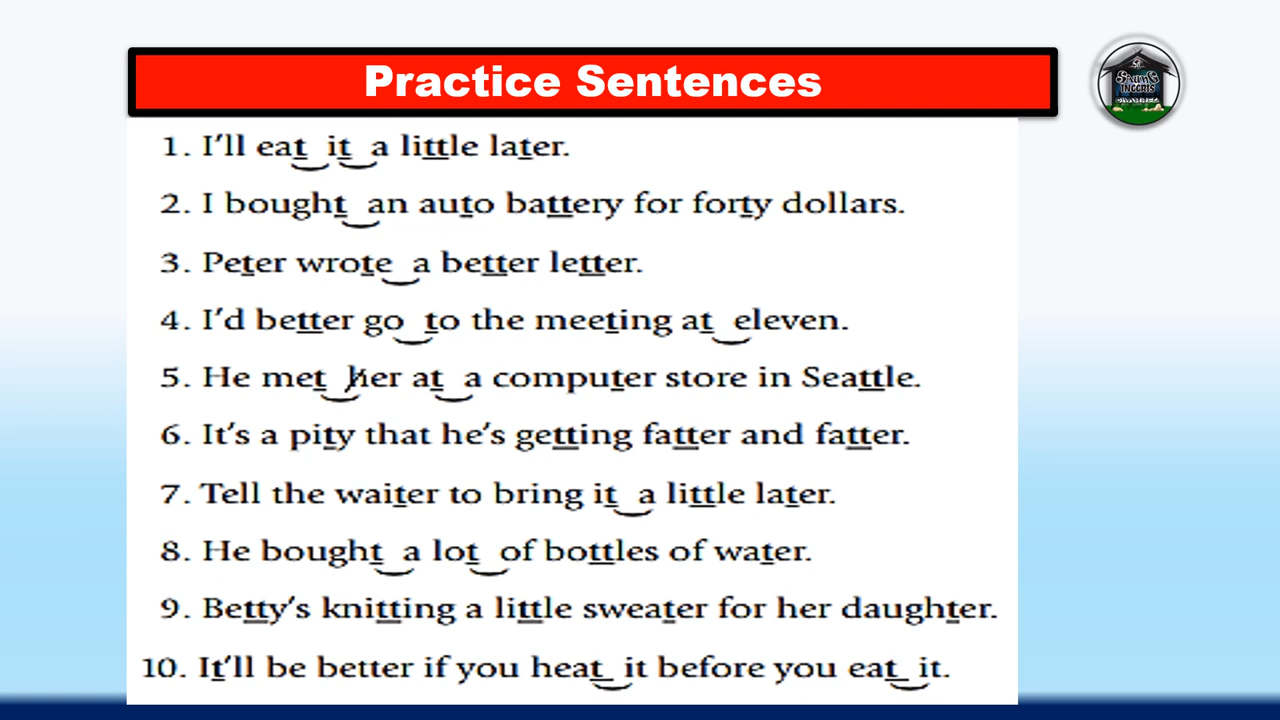 Practice Sentences
SAUNG
INGGRIS
CHANNEL
1. I'll eat it a little later.
2. I bought an auto battery for forty dollars.
3. Peter wrote a better letter.
4. I'd better go to the meeting at eleven.
5. He met her at a computer store in Seattle.
6. It's a pity that he's getting fatter and fatter.
7. Tell the waiter to bring it a little later.
8. He bought a lot of bottles of water.
9. Betty's knitting a little sweater for her daughter.
10. It'll be better if you heat it before you eat it.